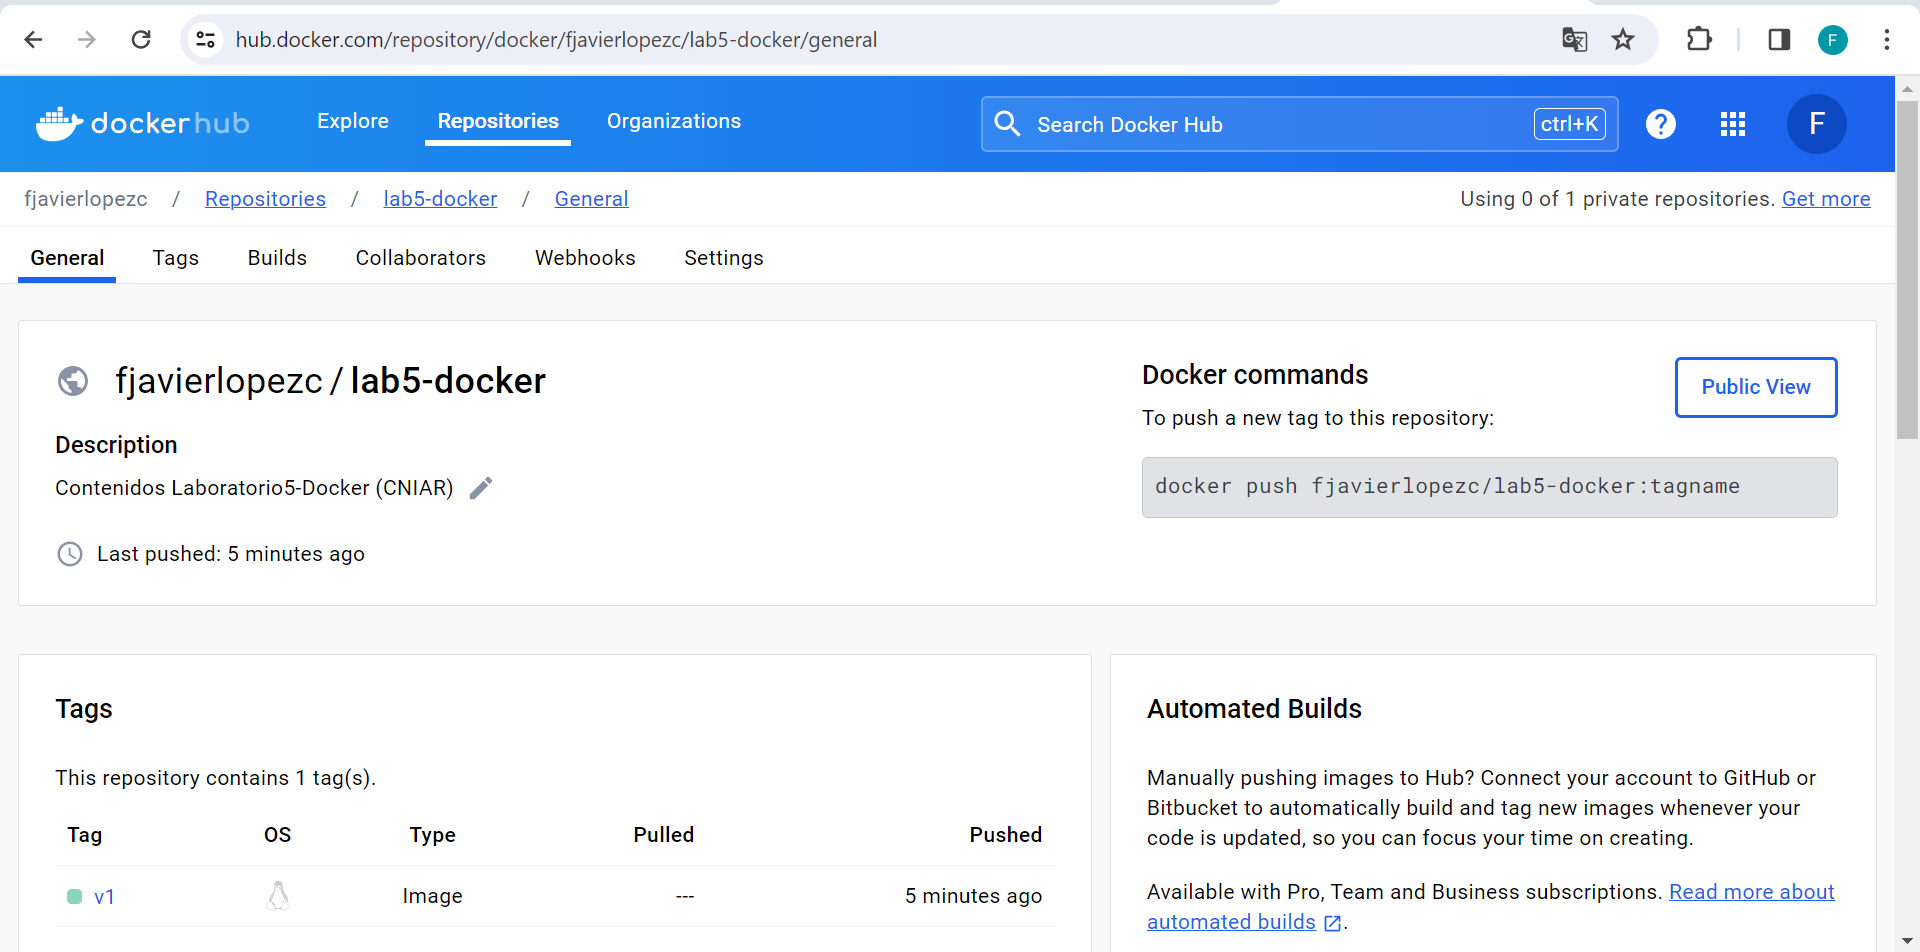 hub.docker.com/repository/docker/fjavierlopezc/lab5-docker/general
F
dockerhub Explore Repositories Organizations Search Docker Hub ctrl+K ? F
fjavierlopezc / Repositories / lab5-docker / General Using 0 of 1 private repositories. Get more
General Tags Builds Collaborators Webhooks Settings
fjavierlopezc / lab5-docker
Description
Contenidos Laboratorio5-Docker (CNIAR)
Last pushed: 5 minutes ago
Docker commands
Public View
To push a new tag to this repository:
docker push fjavierlopezc/lab5-docker:tagname
Tags
This repository contains 1 tag(s).
Tag OS Type Pulled Pushed
v1 Image --- 5 minutes ago
Automated Builds
Manually pushing images to Hub? Connect your account to GitHub or
Bitbucket to automatically build and tag new images whenever your
code is updated, so you can focus your time on creating.
Available with Pro, Team and Business subscriptions. Read more about
automated builds .